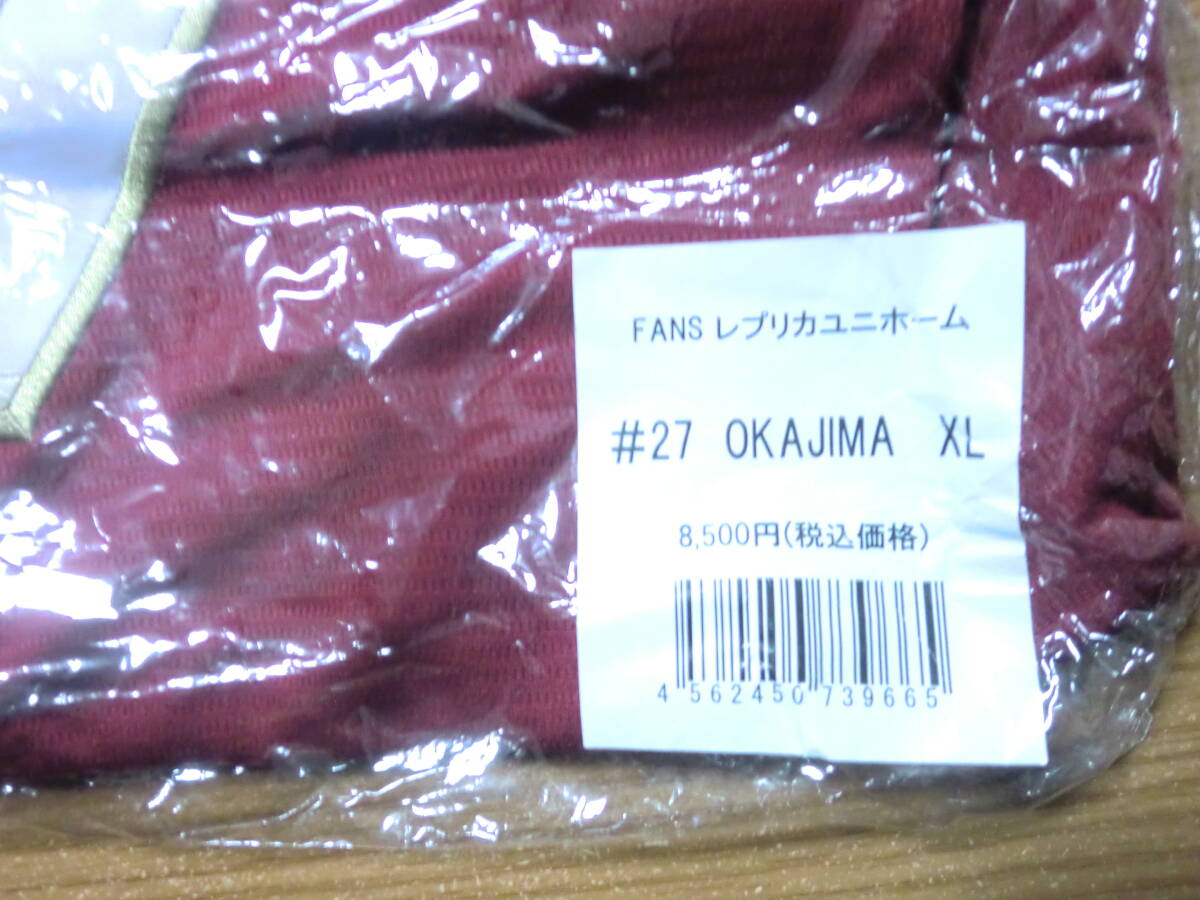 FANS レプリカユニホーム
#27 OKAJIMA XL
8,500円(税込価格)
4 562450 739665